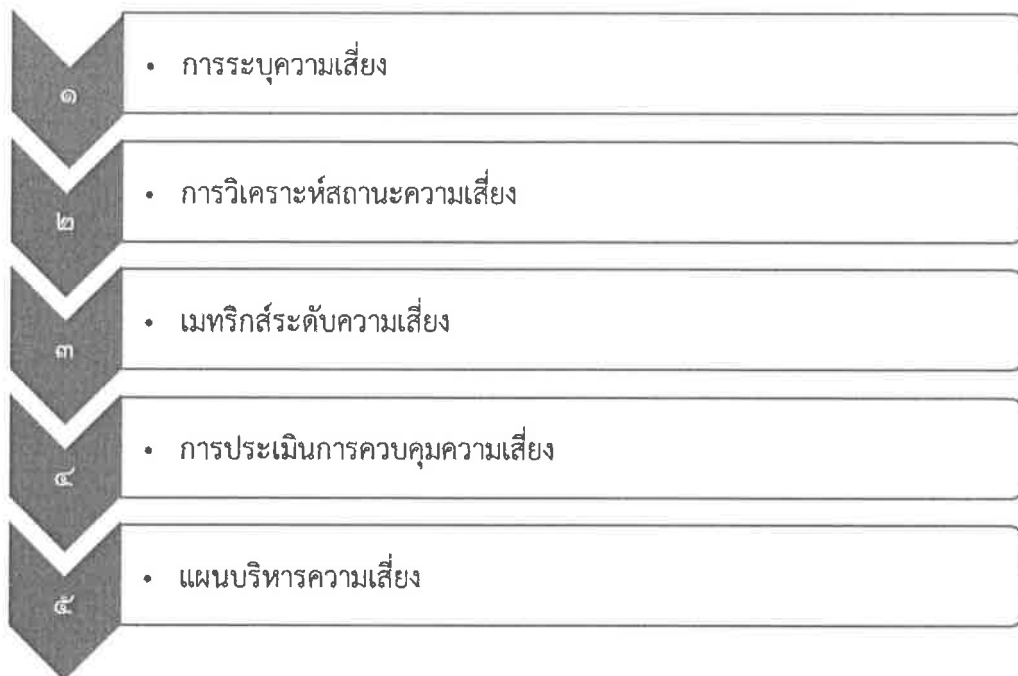 ๑
• การระบุความเสี่ยง
๒
• การวิเคราะห์สถานะความเสี่ยง
๓
• เมทริกส์ระดับความเสี่ยง
๔
• การประเมินการควบคุมความเสี่ยง
๕
• แผนบริหารความเสี่ยง